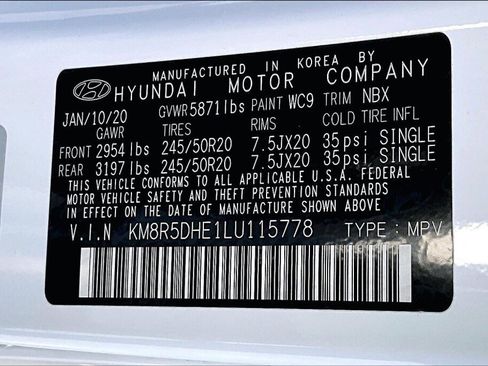 MANUFACTURED IN KOREA BY
HYUNDAI MOTOR COMPANY
JAN/10/20 GVWR 5871 lbs PAINT WC9 TRIM NBX
GAWR TIRES RIMS COLD TIRE INFL
FRONT 2954 lbs 245/50R20 7.5JX20 35psi SINGLE
REAR 3197 lbs 245/50R20 7.5JX20 35psi SINGLE
THIS VEHICLE CONFORMS TO ALL APPLICABLE U.S.A. FEDERAL
MOTOR VEHICLE SAFETY AND THEFT PREVENTION STANDARDS
IN EFFECT ON THE DATE OF MANUFACTURE SHOWN ABOVE
V.I.N KM8R5DHE1LU115778 TYPE : MPV